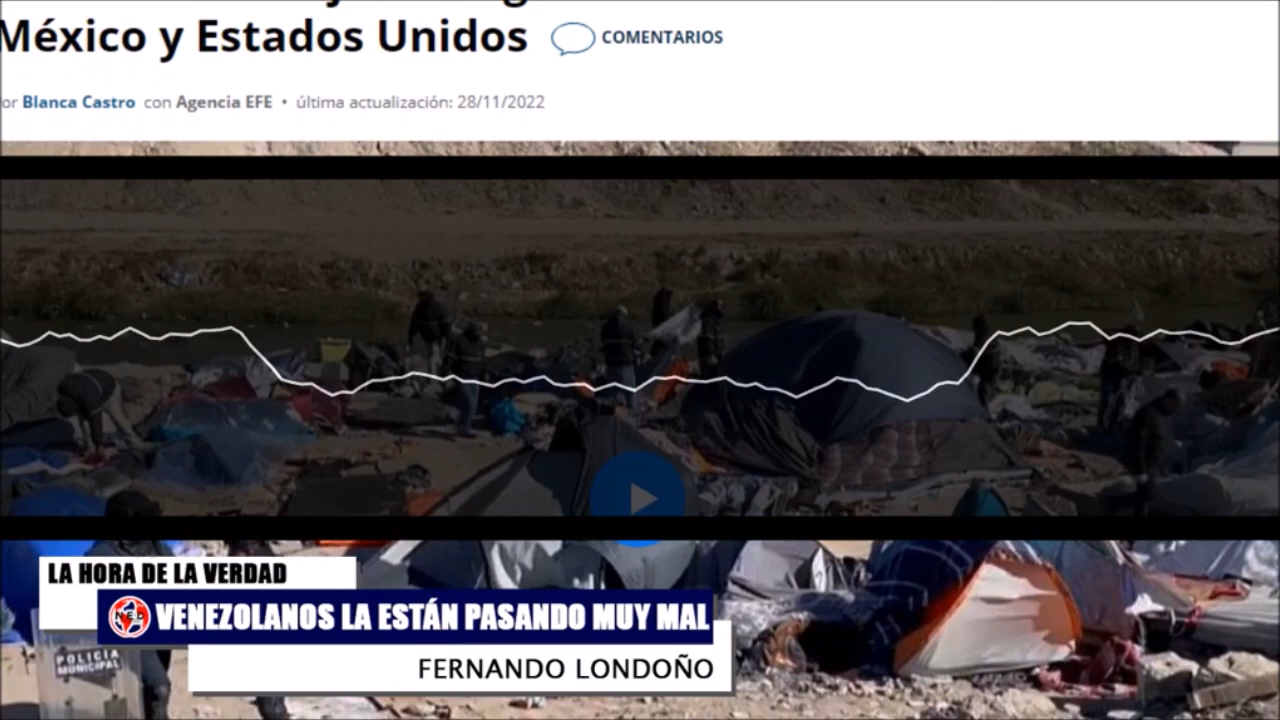 México y Estados Unidos
COMENTARIOS
or Blanca Castro con Agencia EFE • última actualización: 28/11/2022
LA HORA DE LA VERDAD
VENEZOLANOS LA ESTÁN PASANDO MUY MAL
FERNANDO LONDOÑO
POLICÍA
MUNICIPAL